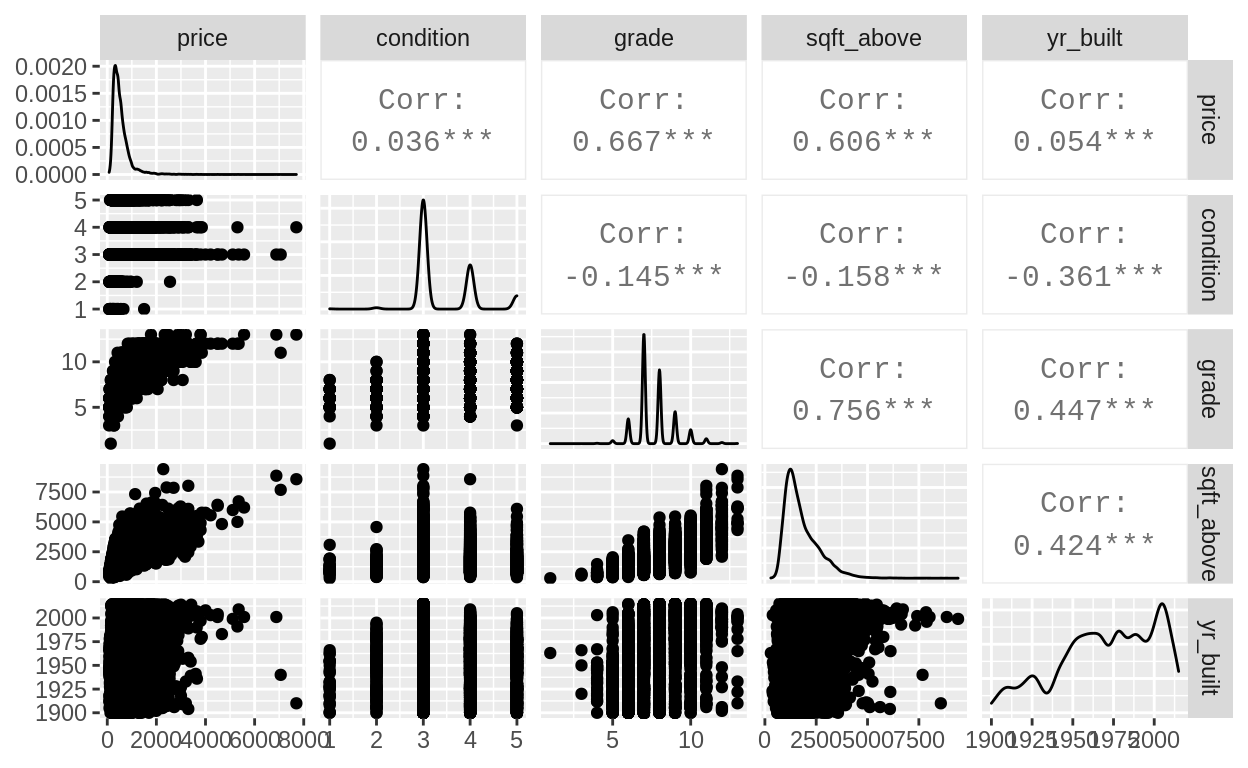 price condition grade sqft_above yr_built
0.0020
0.0015
0.0010
0.0005
0.0000
Corr:
0.036***
Corr:
0.667***
Corr:
0.606***
Corr:
0.054***
price
5
4
3
2
1
Corr:
-0.145***
Corr:
-0.158***
Corr:
-0.361***
condition
10
5
Corr:
0.756***
Corr:
0.447***
grade
7500
5000
2500
0
Corr:
0.424***
sqft_above
2000
1975
1950
1925
1900
yr_built
0 2000 4000 6000 8000
1 2 3 4 5
5 10
0 2500 5000 7500
1900 1925 1950 1975 2000